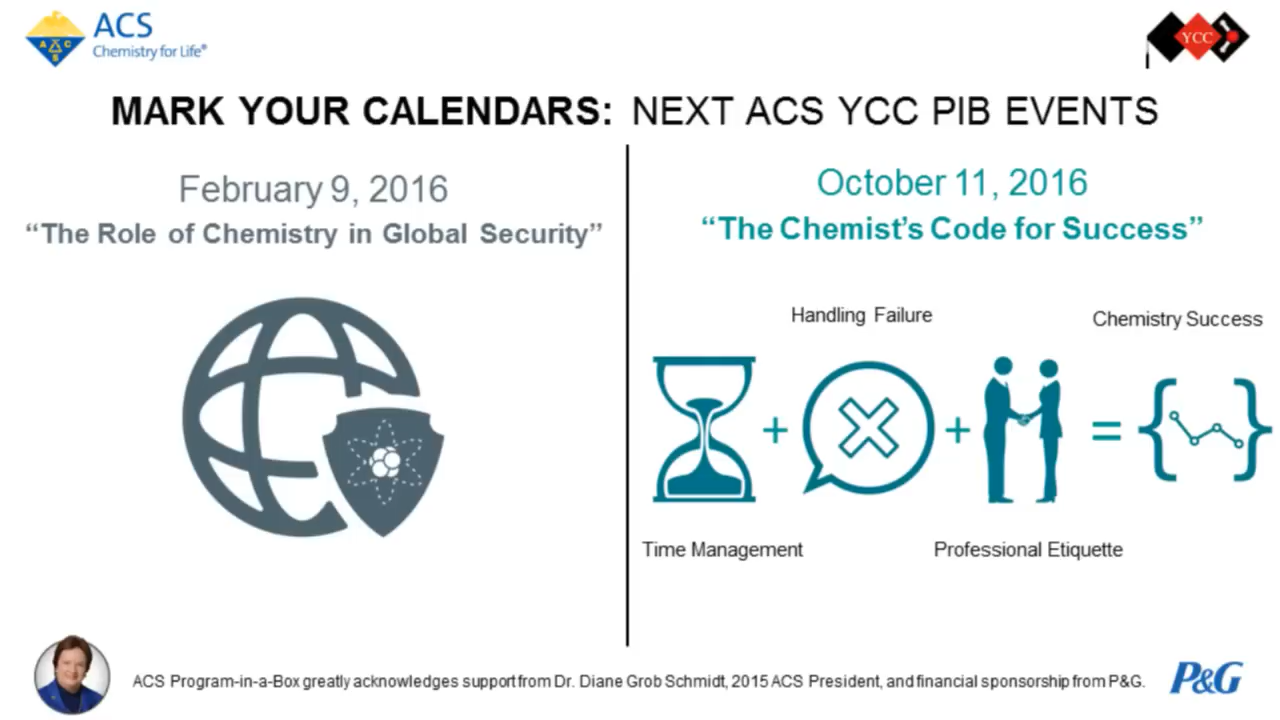 ACS
Chemistry for Life®
A C S
YCC
MARK YOUR CALENDARS: NEXT ACS YCC PIB EVENTS
February 9, 2016
“The Role of Chemistry in Global Security”
October 11, 2016
“The Chemist’s Code for Success”
Handling Failure
Chemistry Success
+ + =
Time Management
Professional Etiquette
ACS Program-in-a-Box greatly acknowledges support from Dr. Diane Grob Schmidt, 2015 ACS President, and financial sponsorship from P&G.
P&G